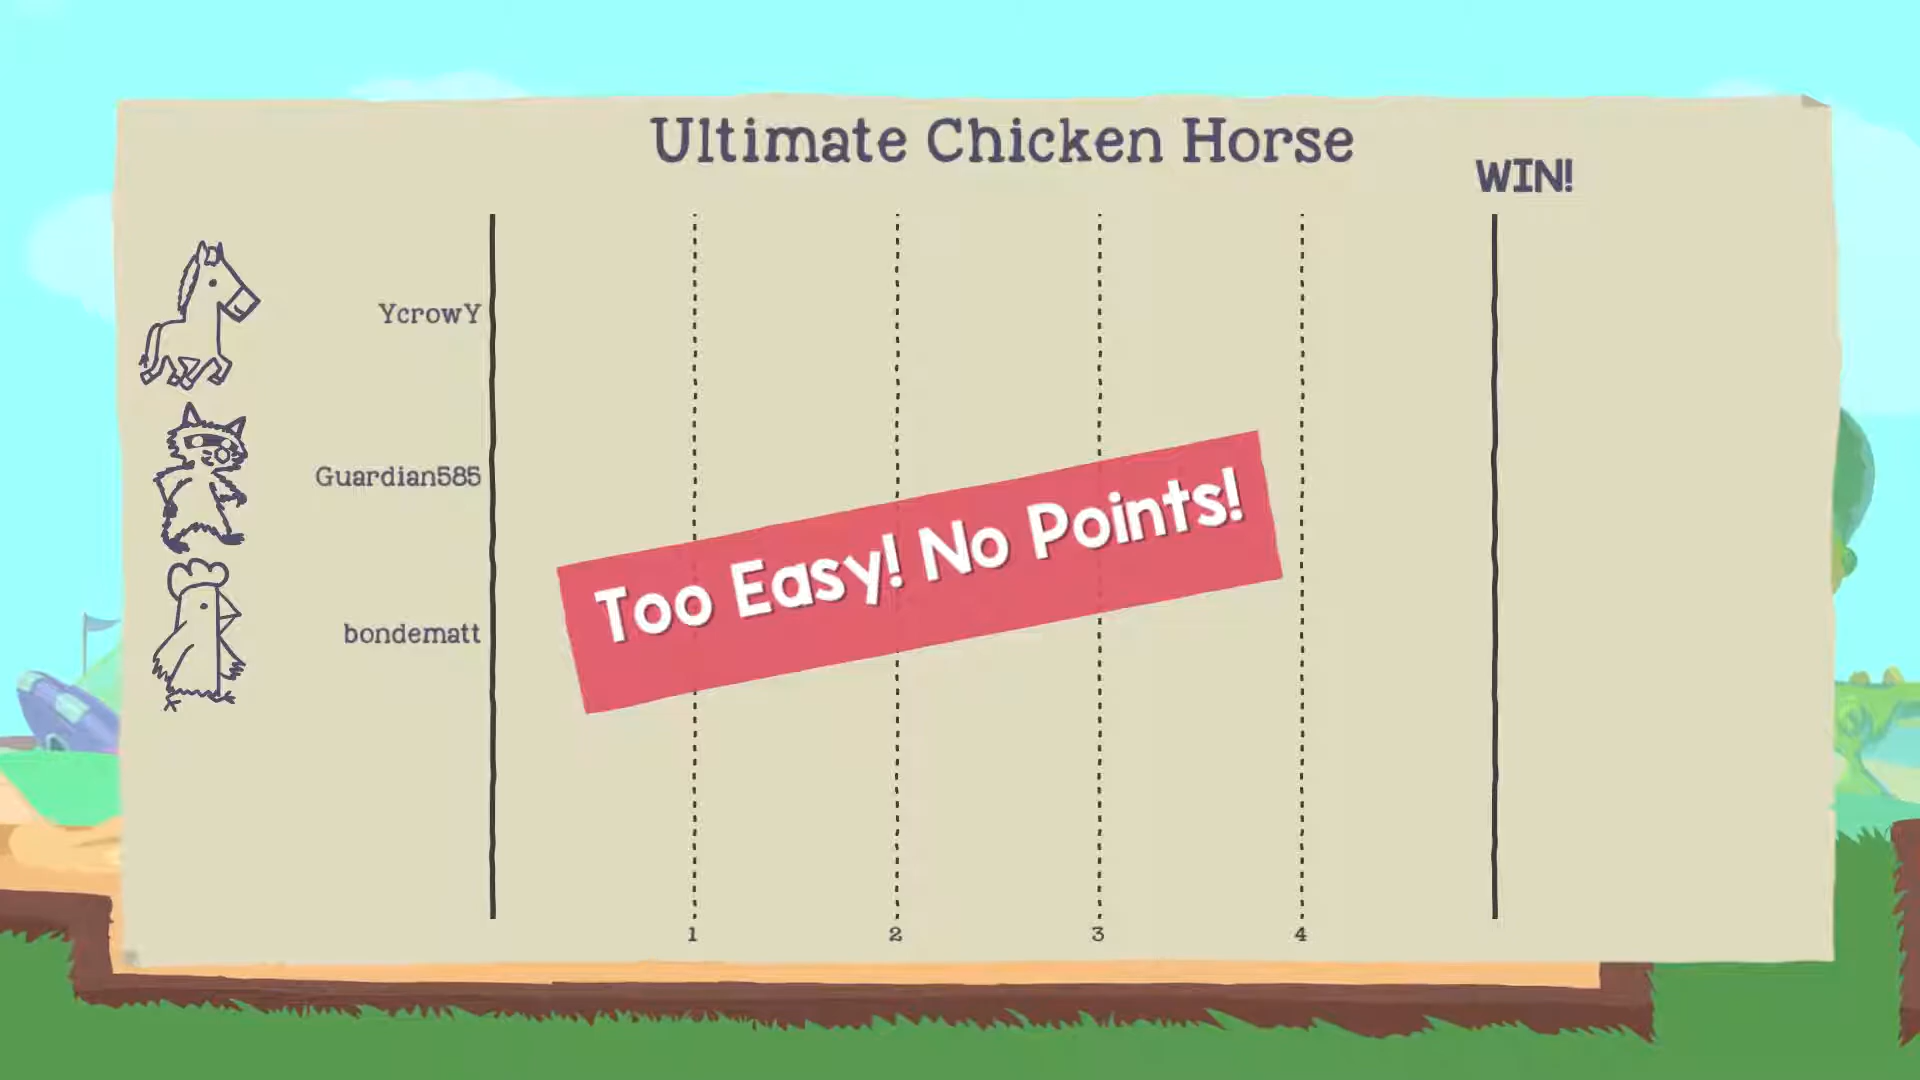 Ultimate Chicken Horse
WIN!
YcrowY
Guardian585
Too Easy! No Points!
bondematt
1 2 3 4